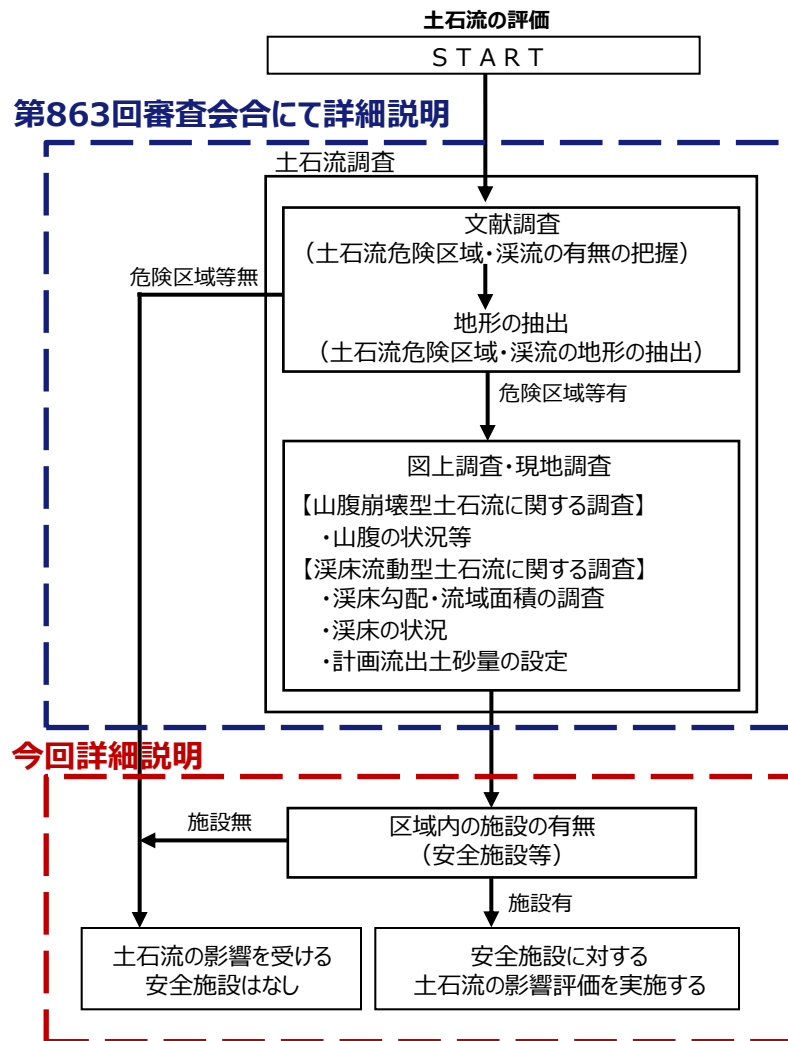 土石流の評価
ＳＴＡＲＴ
第863回審査会合にて詳細説明
土石流調査
文献調査
（土石流危険区域・渓流の有無の把握）
危険区域等無
地形の抽出
（土石流危険区域・渓流の地形の抽出）
危険区域等有
図上調査・現地調査
【山腹崩壊型土石流に関する調査】
・山腹の状況等
【渓床流動型土石流に関する調査】
・渓床勾配・流域面積の調査
・渓床の状況
・計画流出土砂量の設定
今回詳細説明
施設無
区域内の施設の有無
（安全施設等）
施設有
土石流の影響を受ける
安全施設はなし
安全施設に対する
土石流の影響評価を実施する